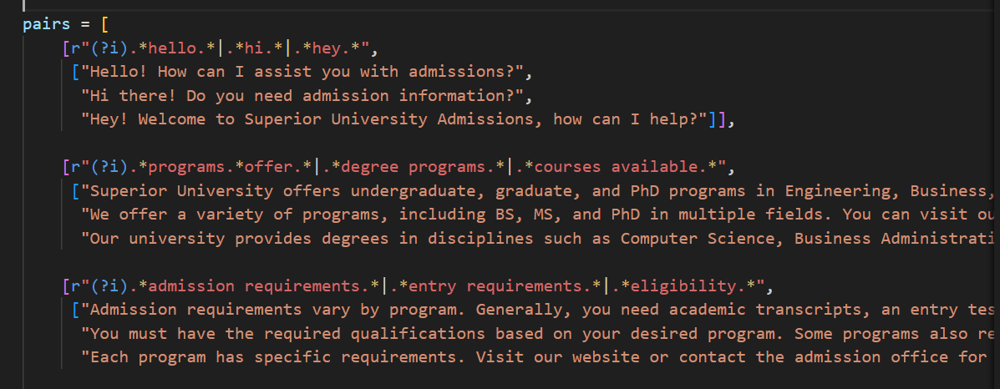 pairs = [
[r"(?i).*hello.*|.*hi.*|.*hey.*",
["Hello! How can I assist you with admissions?",
"Hi there! Do you need admission information?",
"Hey! Welcome to Superior University Admissions, how can I help?"]],
[r"(?i).*programs.*offer.*|.*degree programs.*|.*courses available.*",
["Superior University offers undergraduate, graduate, and PhD programs in Engineering, Business,
"We offer a variety of programs, including BS, MS, and PhD in multiple fields. You can visit ou
"Our university provides degrees in disciplines such as Computer Science, Business Administrati
[r"(?i).*admission requirements.*|.*entry requirements.*|.*eligibility.*",
["Admission requirements vary by program. Generally, you need academic transcripts, an entry tes
"You must have the required qualifications based on your desired program. Some programs also re
"Each program has specific requirements. Visit our website or contact the admission office for